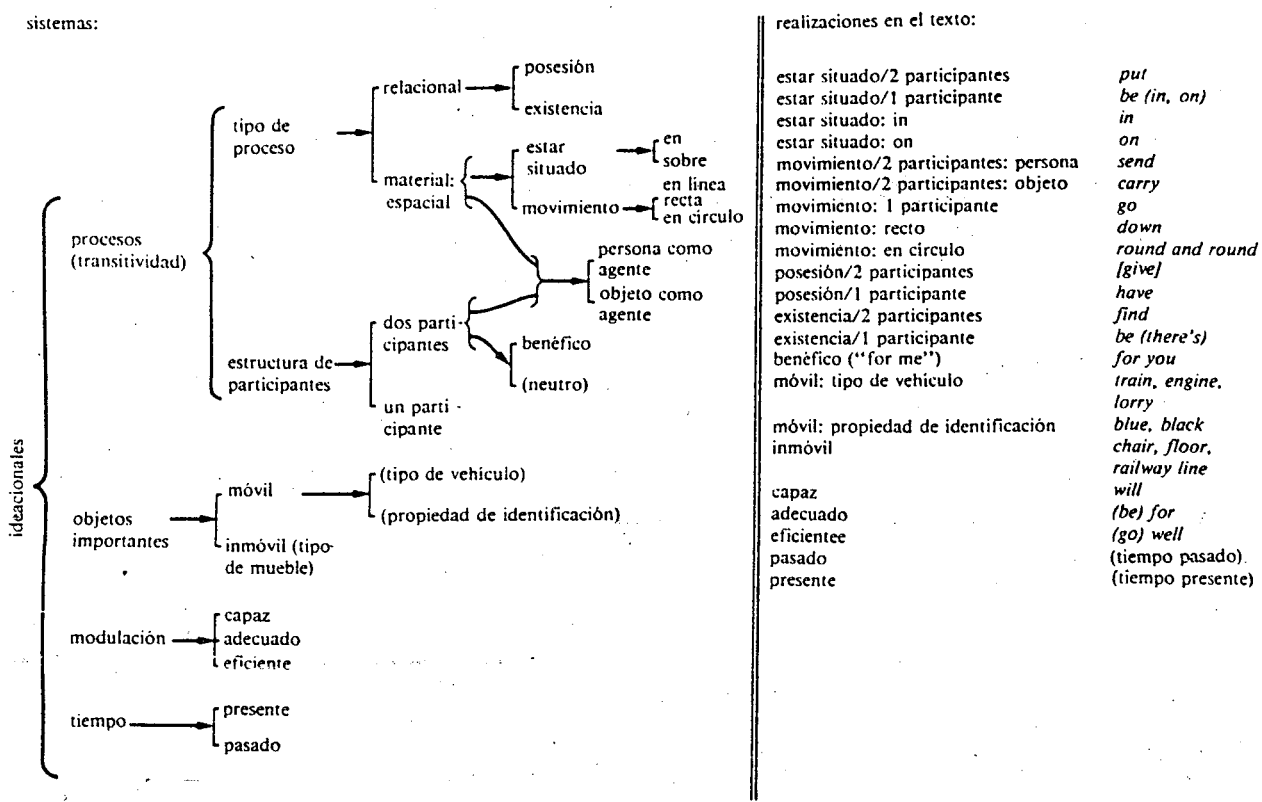 sistemas:
relacional
posesión
existencia
tipo de
proceso
material:
espacial
estar
situado
en
sobre
movimiento
en linea
recta
en círculo
procesos
(transitividad)
persona como
agente
objeto como
agente
estructura de
participantes
dos parti-
cipantes
benéfico
(neutro)
un parti-
cipante
ideacionales
objetos
importantes
móvil
(tipo de vehículo)
(propiedad de identificación)
inmóvil (tipo
de mueble)
modulación
capaz
adecuado
eficiente
tiempo
presente
pasado
realizaciones en el texto:
estar situado/2 participantes put
estar situado/1 participante be (in, on)
estar situado: in in
estar situado: on on
movimiento/2 participantes: persona send
movimiento/2 participantes: objeto carry
movimiento: 1 participante go
movimiento: recto down
movimiento: en círculo round and round
posesión/2 participantes [give]
posesión/1 participante have
existencia/2 participantes find
existencia/1 participante be (there's)
benéfico ("for me") for you
móvil: tipo de vehículo train, engine,
lorry
móvil: propiedad de identificación blue, black
inmóvil chair, floor,
railway line
capaz will
adecuado (be) for
eficientee (go) well
pasado (tiempo pasado)
presente (tiempo presente)